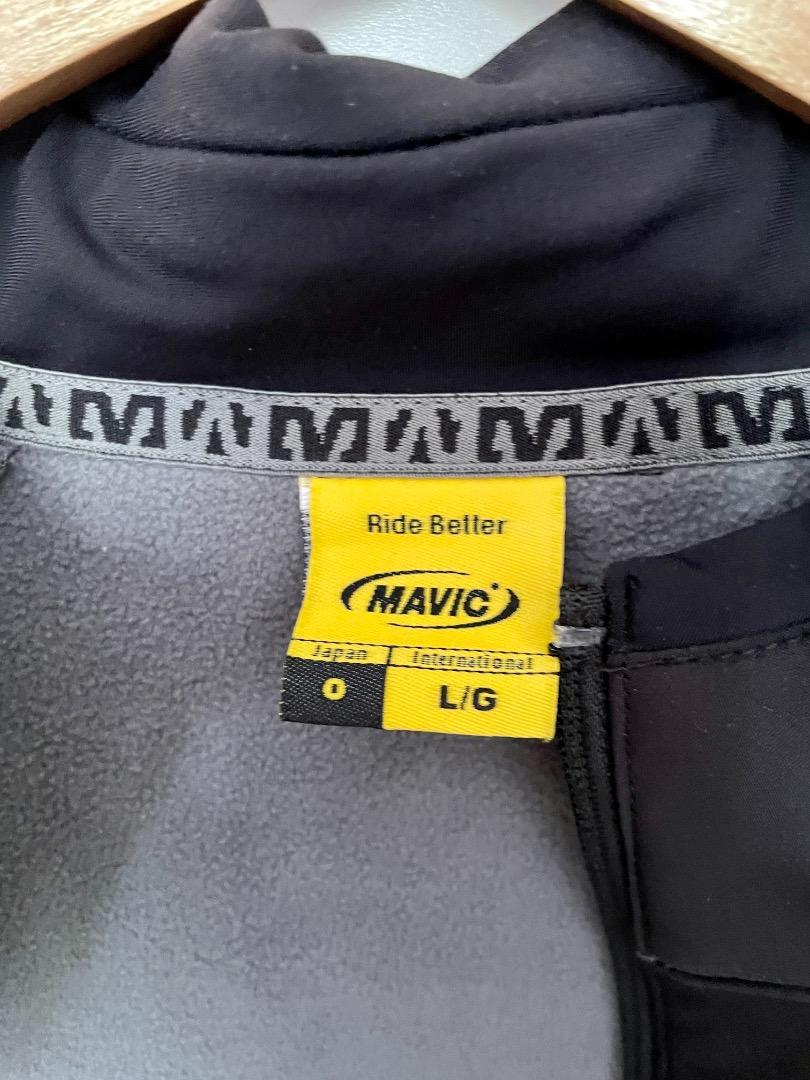 Ride Better
MAVIC
Japan International
O L/G